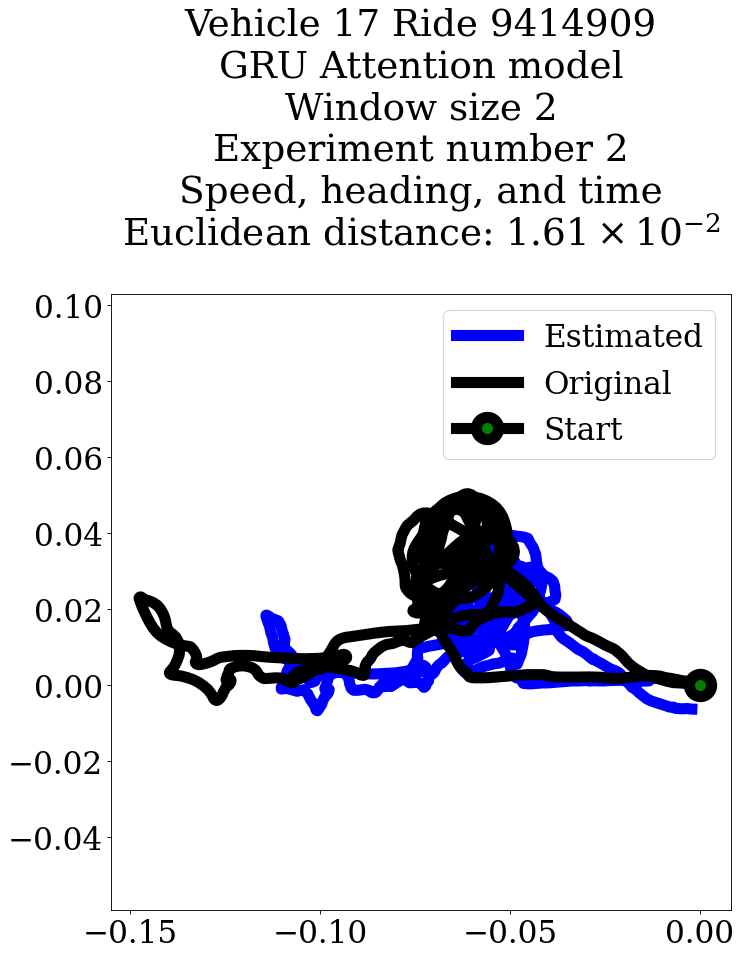 Vehicle 17 Ride 9414909
GRU Attention model
Window size 2
Experiment number 2
Speed, heading, and time
Euclidean distance: 1.61 × 10⁻²
Estimated
Original
Start
0.10
0.08
0.06
0.04
0.02
0.00
−0.02
−0.04
−0.15 −0.10 −0.05 0.00